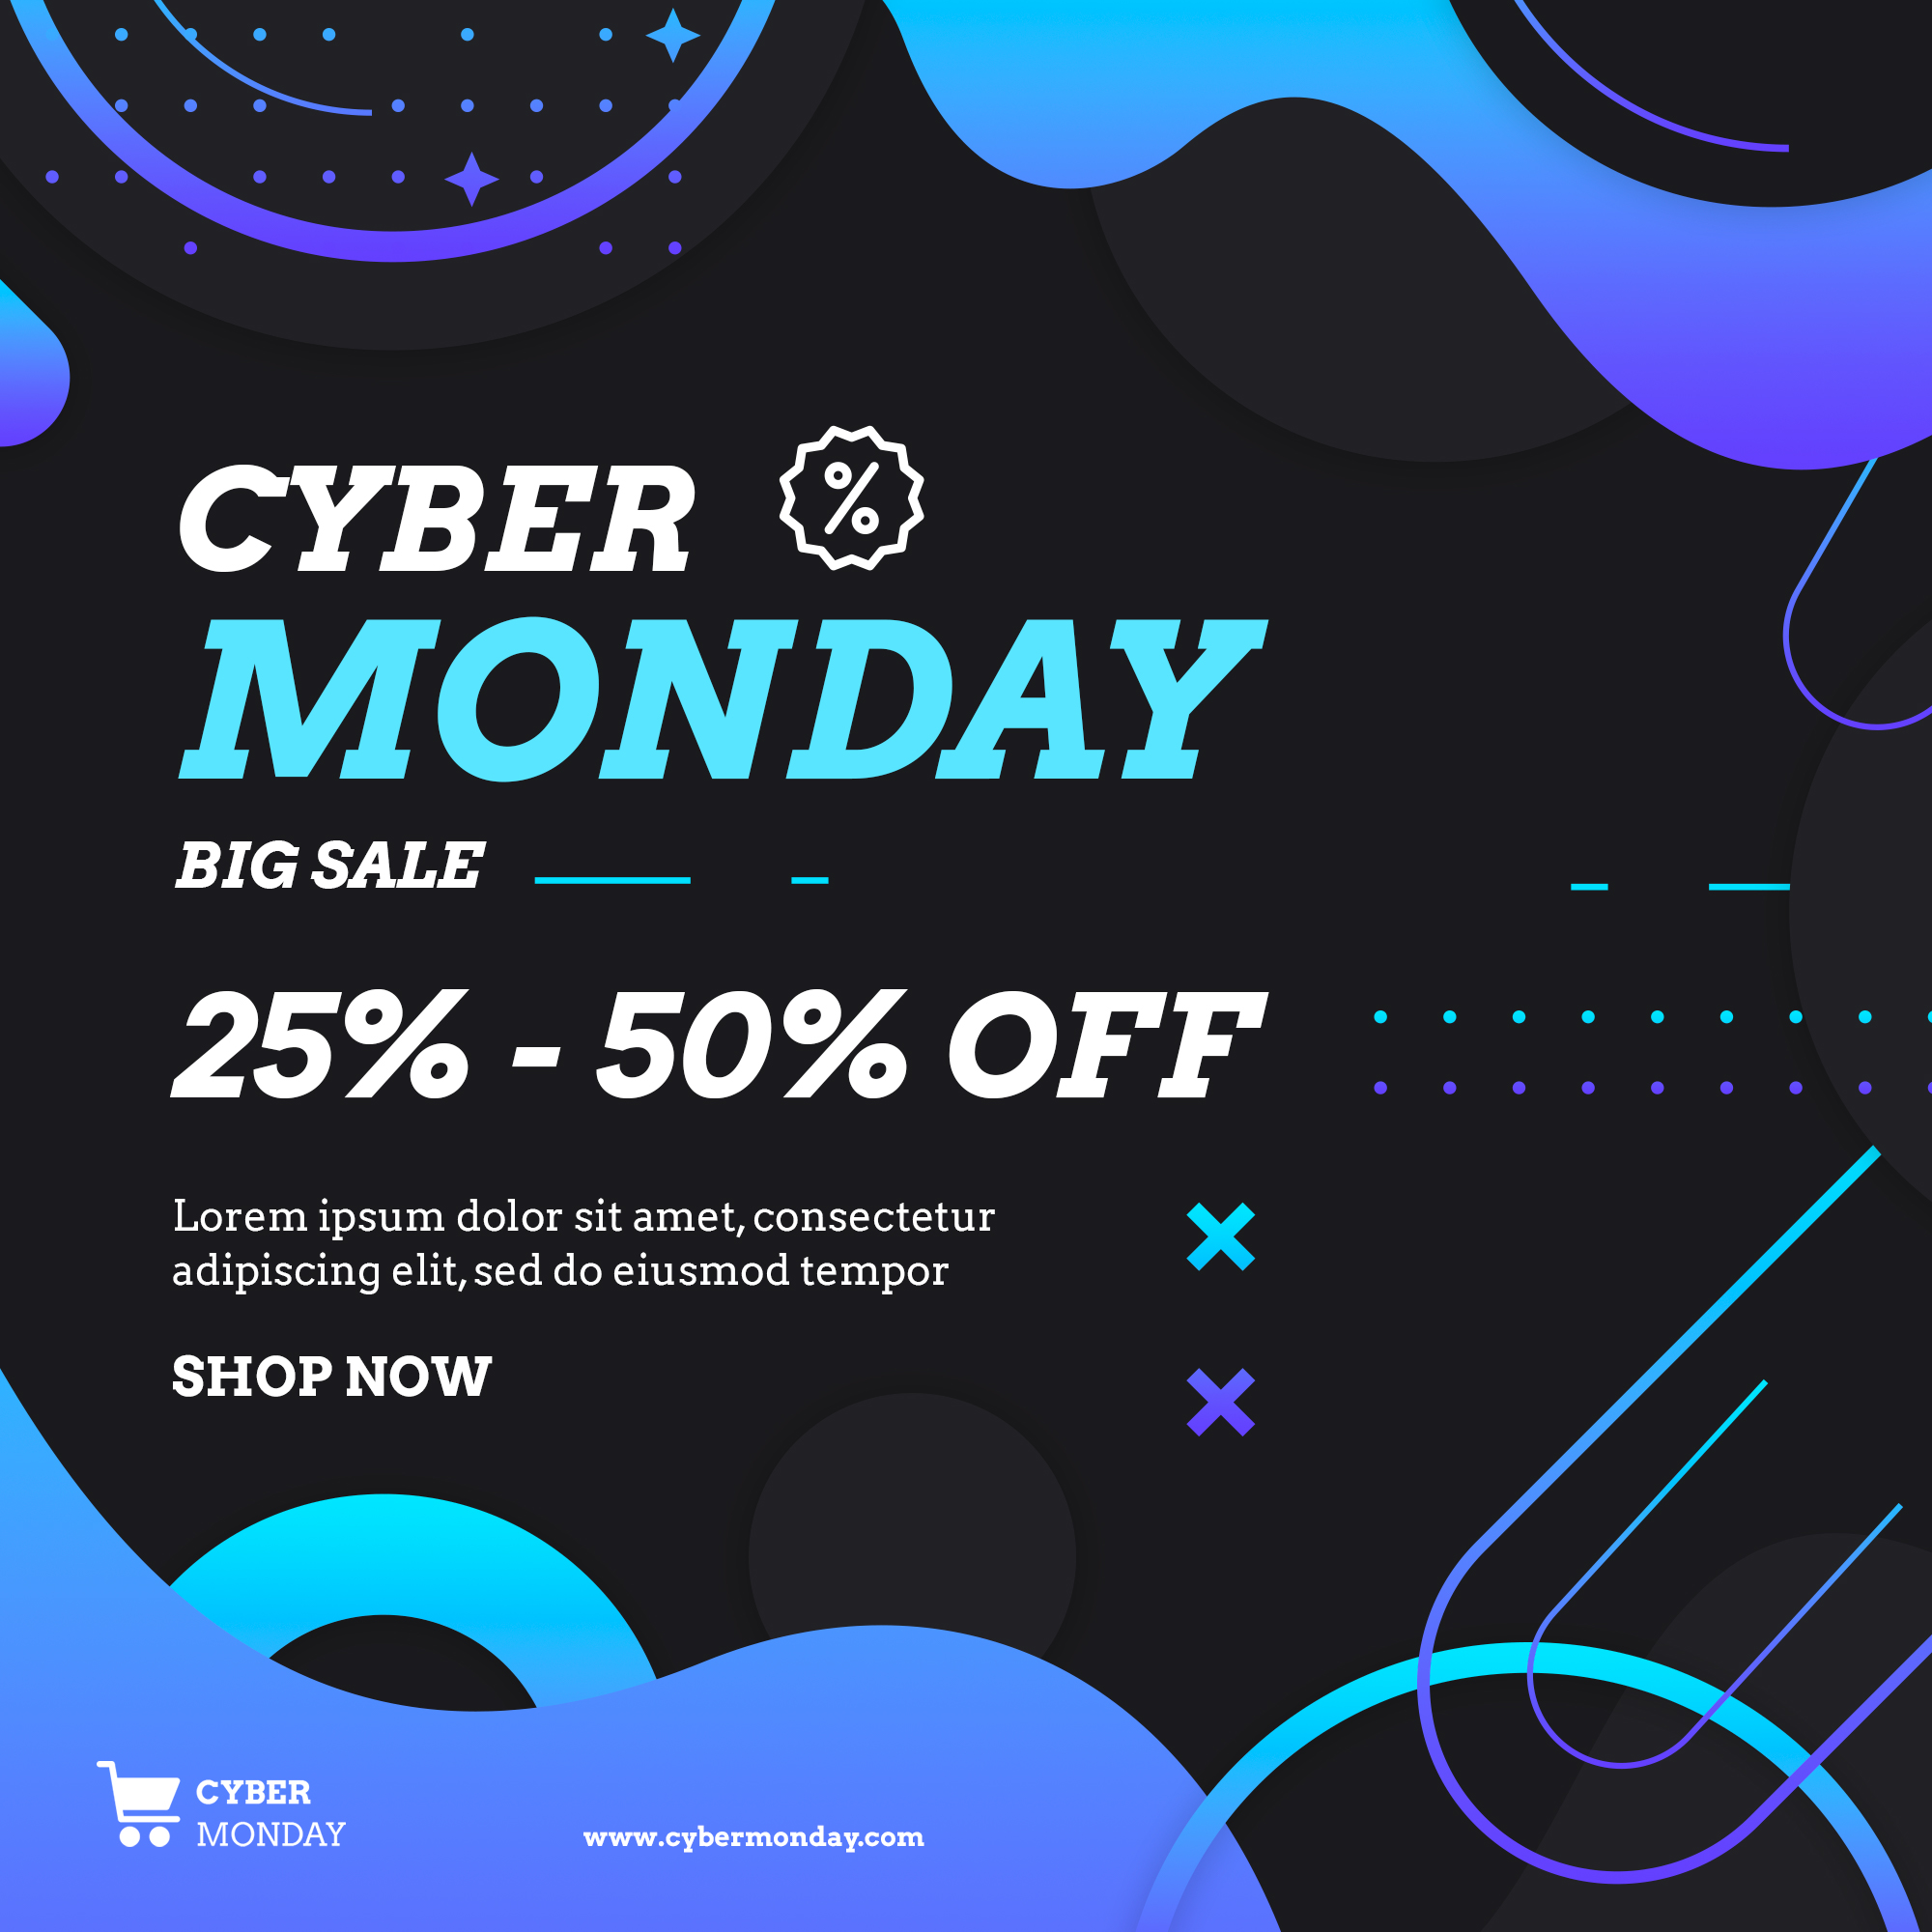 CYBER
MONDAY
BIG SALE
25% - 50% OFF
Lorem ipsum dolor sit amet, consectetur
adipiscing elit, sed do eiusmod tempor
SHOP NOW
CYBER
MONDAY
www.cybermonday.com